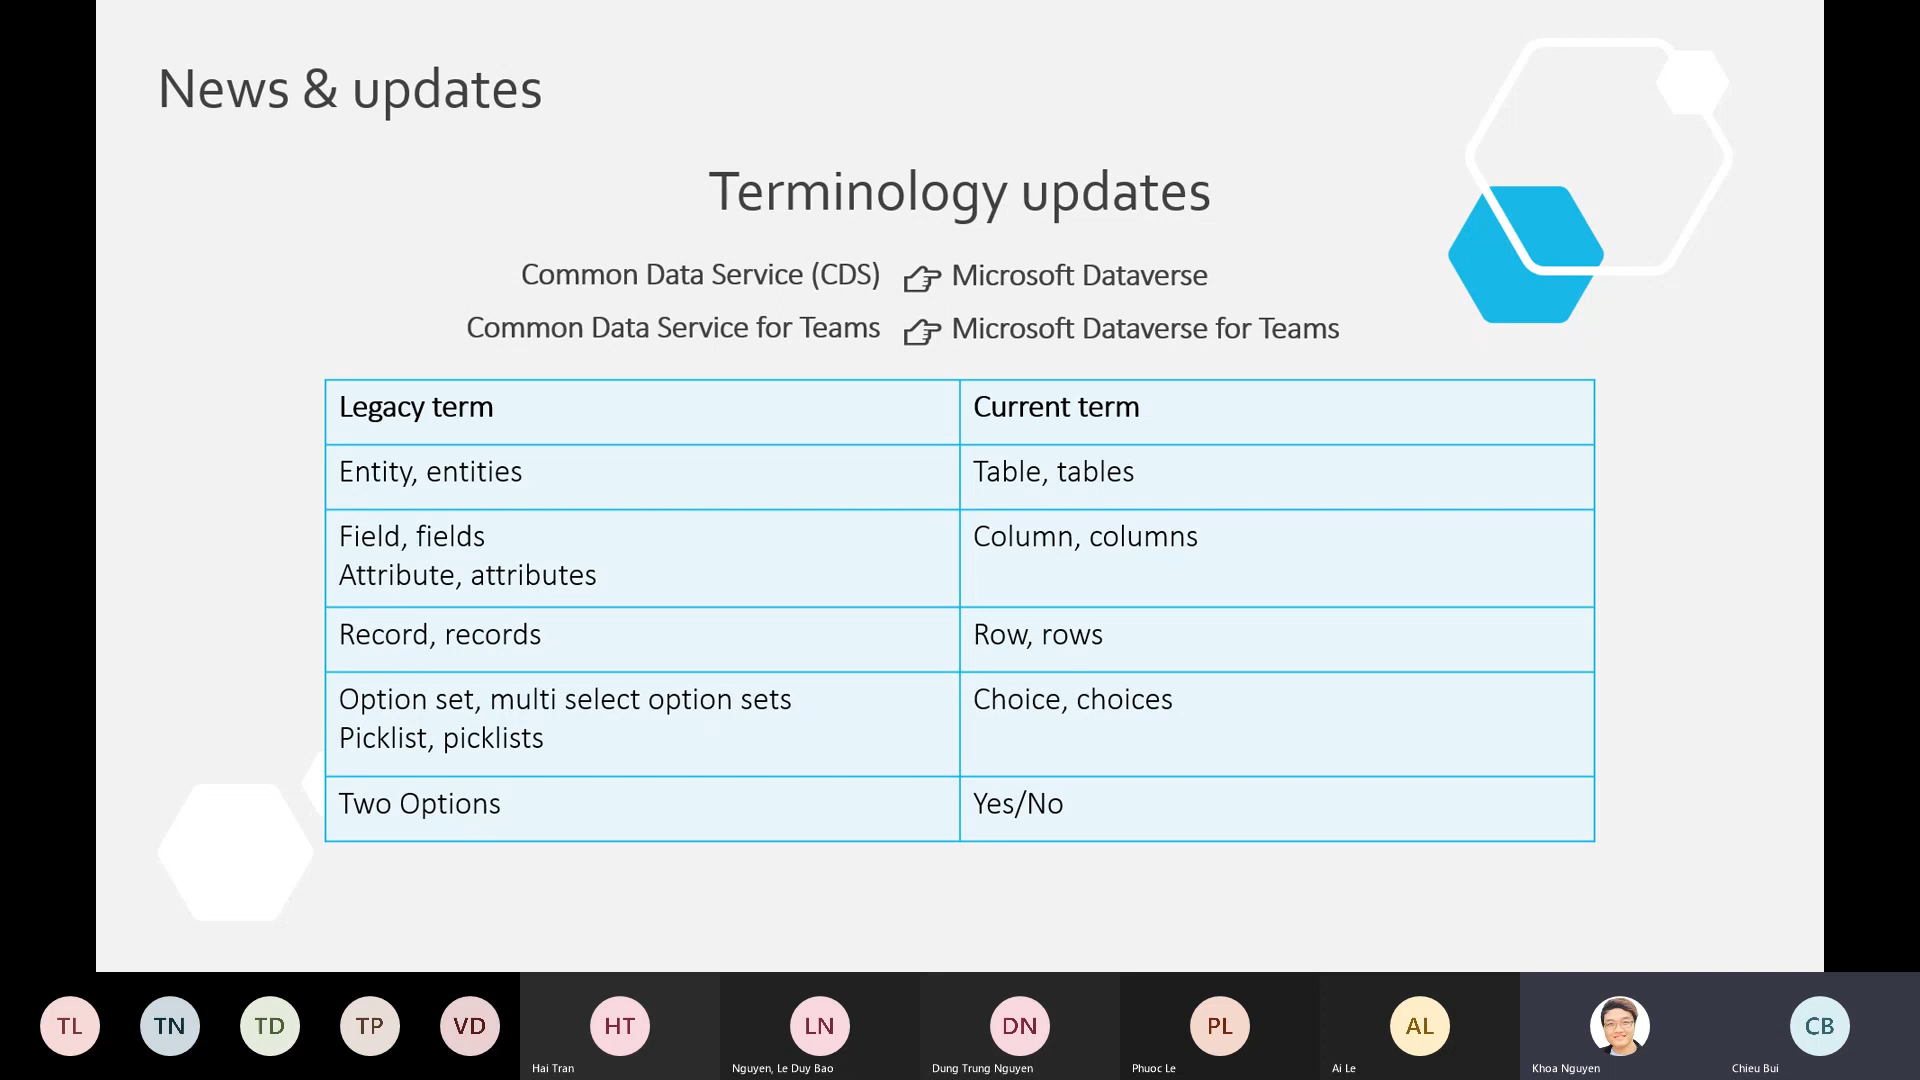 News & updates
Terminology updates
Common Data Service (CDS) Microsoft Dataverse
Common Data Service for Teams Microsoft Dataverse for Teams
Legacy term Current term
Entity, entities Table, tables
Field, fields Column, columns
Attribute, attributes
Record, records Row, rows
Option set, multi select option sets Choice, choices
Picklist, picklists
Two Options Yes/No
TL TN TD TP VD HT LN DN PL AL CB
Hai Tran Nguyen, Le Duy Bao Dung Trung Nguyen Phuoc Le Ai Le Khoa Nguyen Chieu Bui